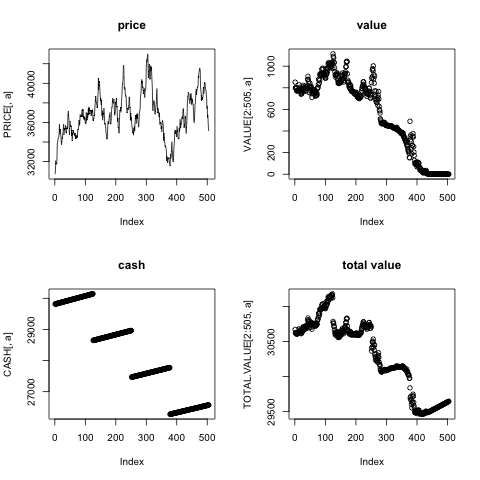 price
PRICE[, a]
32000
36000
40000
0 100 200 300 400 500
Index
value
VALUE[2:505, a]
0
200
600
1000
0 100 200 300 400 500
Index
cash
CASH[, a]
27000
29000
0 100 200 300 400 500
Index
total value
TOTAL.VALUE[2:505, a]
29500
30500
0 100 200 300 400 500
Index